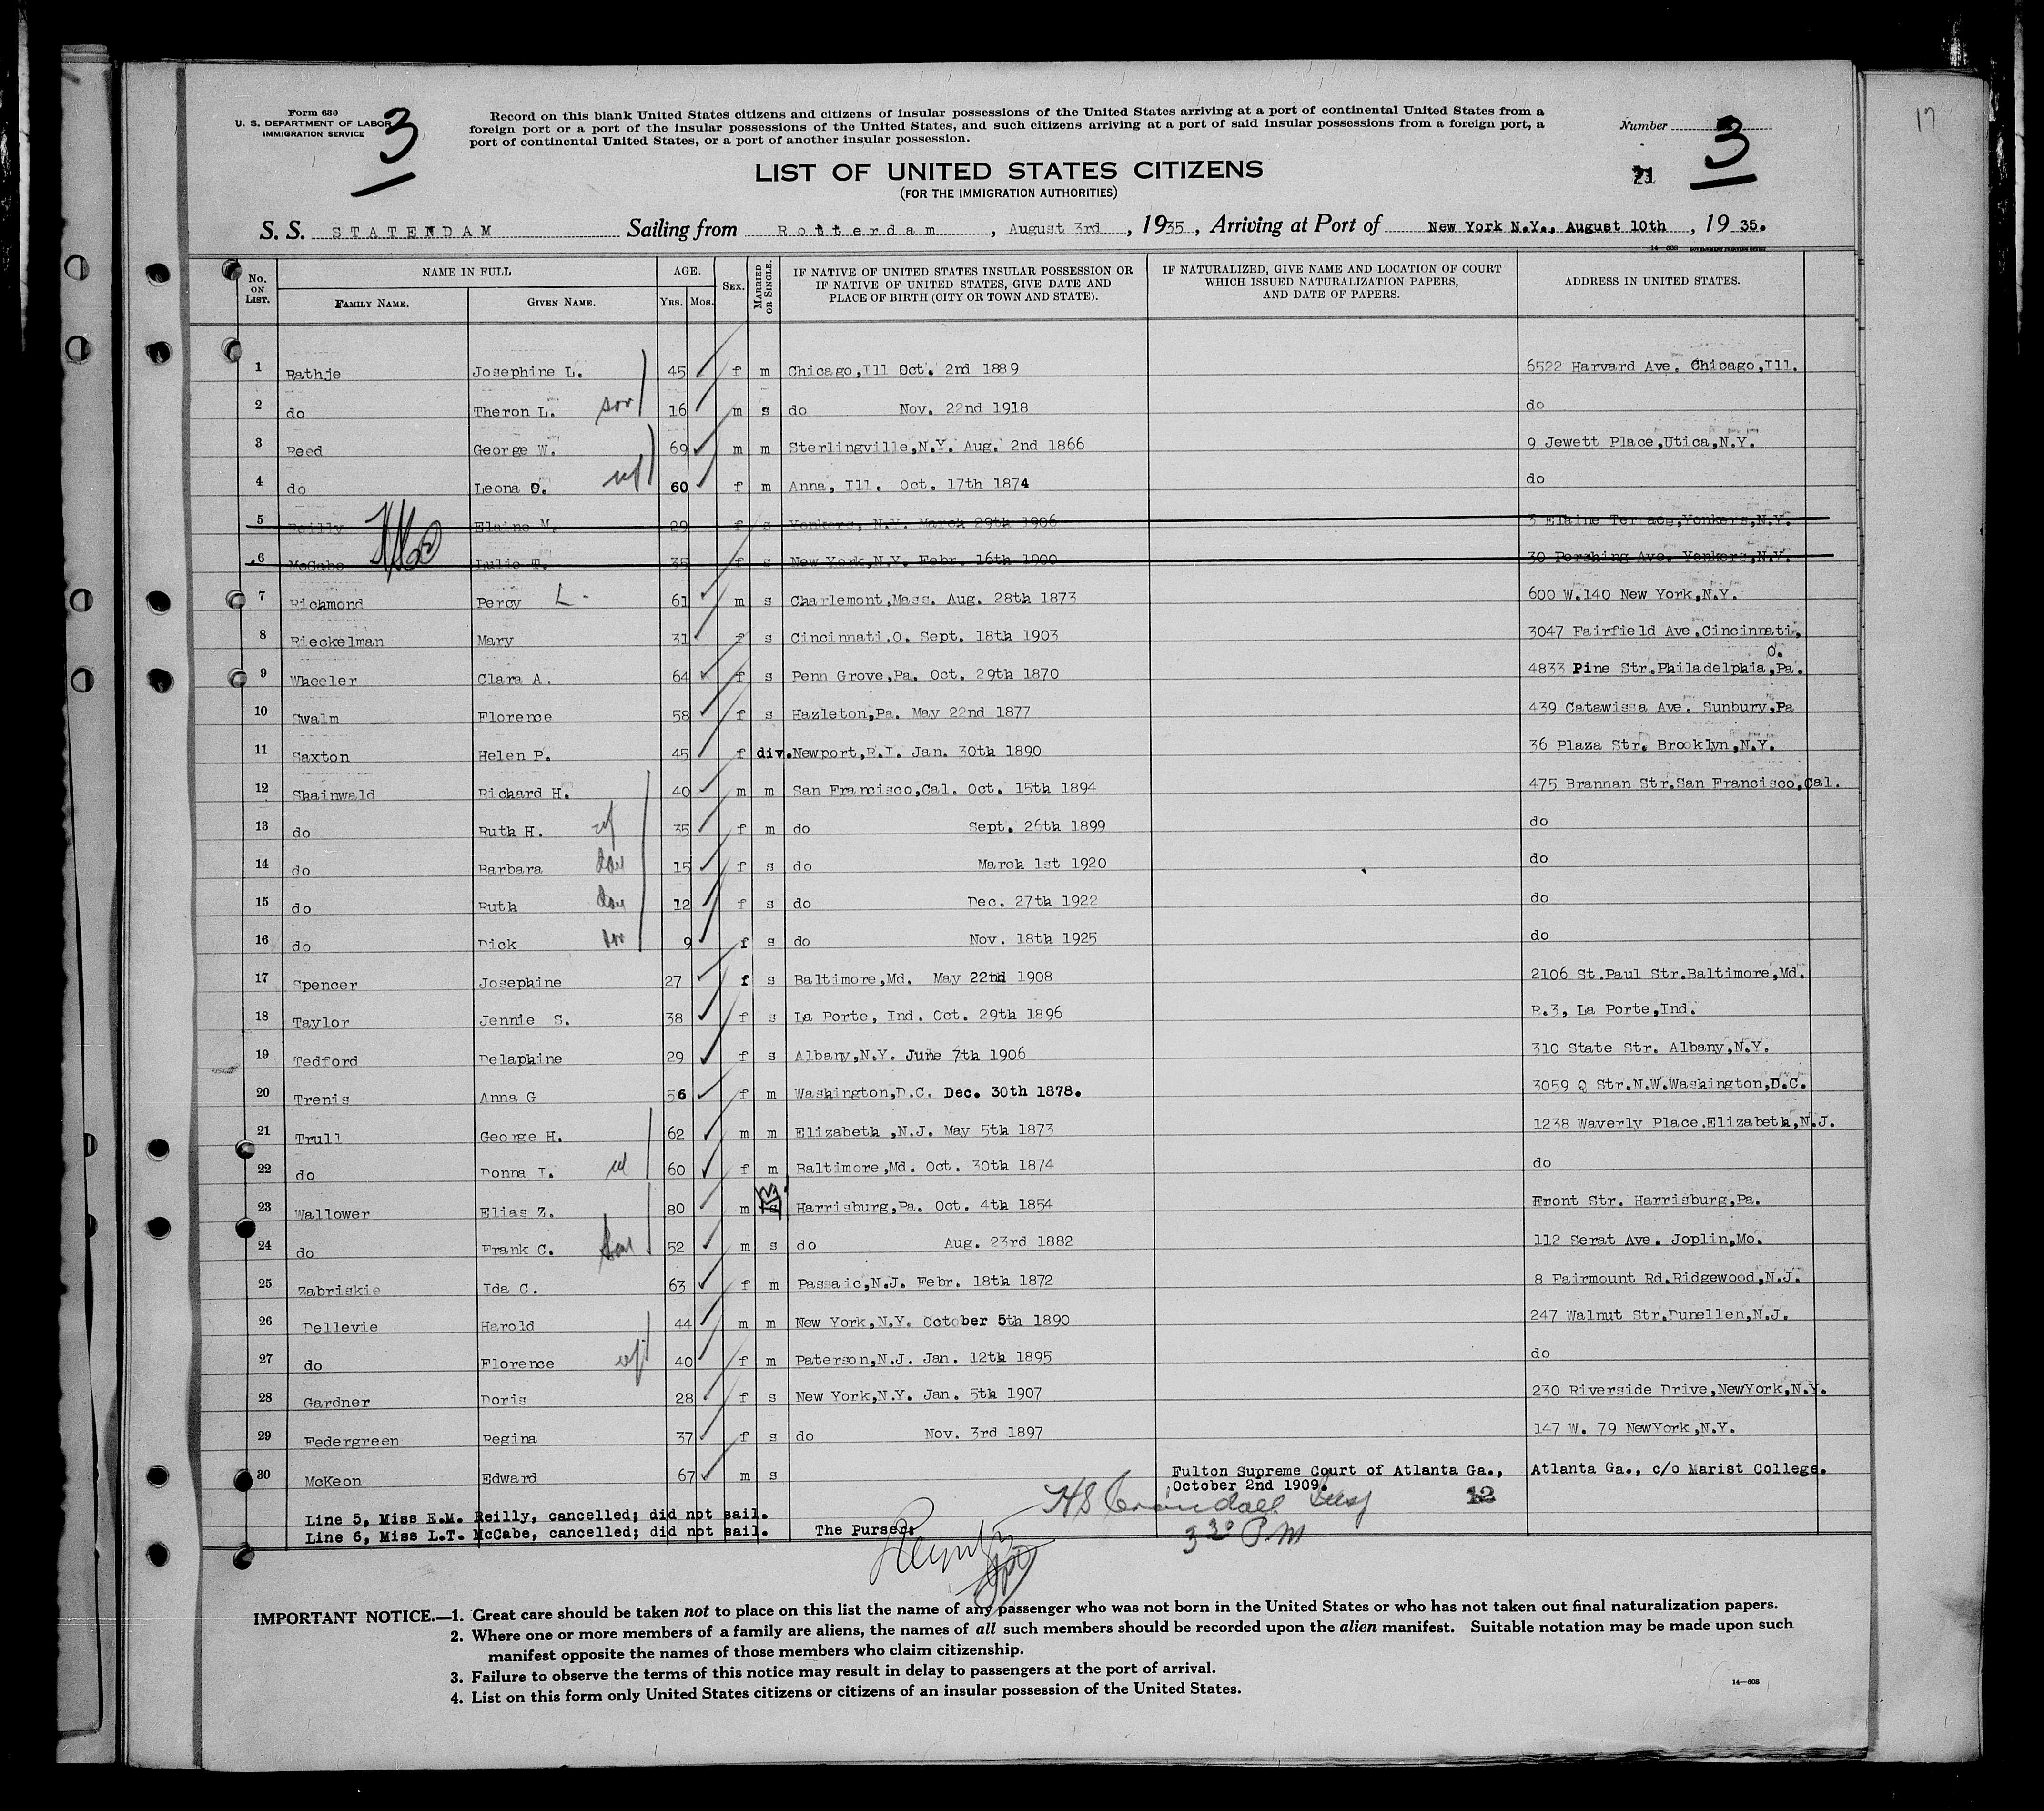 Form 630
U. S. DEPARTMENT OF LABOR
IMMIGRATION SERVICE
3
Record on this blank United States citizens and citizens of insular possessions of the United States arriving at a port of continental United States from a
foreign port or a port of the insular possessions of the United States, and such citizens arriving at a port of said insular possessions from a foreign port, a
port of continental United States, or a port of another insular possession.
Number 3
21
17
LIST OF UNITED STATES CITIZENS
(FOR THE IMMIGRATION AUTHORITIES)
S. S. STATENDAM Sailing from Rotterdam, August 3rd, 1935, Arriving at Port of New York N.Y., August 10th, 1935.
14—608 GOVERNMENT PRINTING OFFICE
No. ON LIST. NAME IN FULL FAMILY NAME. GIVEN NAME. AGE. Yrs. Mos. SEX. MARRIED OR SINGLE. IF NATIVE OF UNITED STATES INSULAR POSSESSION OR IF NATIVE OF UNITED STATES, GIVE DATE AND PLACE OF BIRTH (CITY OR TOWN AND STATE). IF NATURALIZED, GIVE NAME AND LOCATION OF COURT WHICH ISSUED NATURALIZATION PAPERS, AND DATE OF PAPERS. ADDRESS IN UNITED STATES.
1 Rathje Josephine L. 45 f m Chicago,Ill Oct. 2nd 1889 6522 Harvard Ave. Chicago,Ill.
2 do Theron L. son 16 m s do Nov. 22nd 1918 do
3 Reed George W. 69 m m Sterlingville,N.Y. Aug. 2nd 1866 9 Jewett Place,Utica,N.Y.
4 do Leona O. wf 60 f m Anna, Ill. Oct. 17th 1874 do
5 Reilly Elaine M. 29 f s Yonkers, N.Y. March 29th 1906 3 Elaine Terrace,Yonkers,N.Y.
6 McCabe Lulie T. 35 f s New York,N.Y. Febr. 16th 1900 30 Pershing Ave. Yonkers,N.Y.
7 Richmond Percy L. 61 m s Charlemont,Mass. Aug. 28th 1873 600 W.140 New York,N.Y.
8 Rieckelman Mary 31 f s Cincinnati.O. Sept. 18th 1903 3047 Fairfield Ave.Cincinnati, O.
9 Wheeler Clara A. 64 f s Penn Grove,Pa. Oct. 29th 1870 4833 Pine Str.Philadelphia,Pa.
10 Swalm Florence 58 f s Hazleton,Pa. May 22nd 1877 439 Catawissa Ave. Sunbury,Pa
11 Saxton Helen P. 45 f div. Newport,R.I. Jan. 30th 1890 36 Plaza Str. Brooklyn,N.Y.
12 Shainwald Richard H. 40 m m San Francisco,Cal. Oct. 15th 1894 475 Brannan Str.San Francisco,Cal.
13 do Ruth H. wf 35 f m do Sept. 26th 1899 do
14 do Barbara dau 15 f s do March 1st 1920 do
15 do Ruth dau 12 f s do Dec. 27th 1922 do
16 do Dick son 9 f s do Nov. 18th 1925 do
17 Spencer Josephine 27 f s Baltimore,Md. May 22nd 1908 2106 St.Paul Str.Baltimore,Md.
18 Taylor Jennie S. 38 f s La Porte, Ind. Oct. 29th 1896 R.3, La Porte,Ind.
19 Tedford Delaphine 29 f s Albany,N.Y. June 7th 1906 310 State Str. Albany,N.Y.
20 Trenis Anna G 56 f m Washington,D.C. Dec. 30th 1878. 3059 Q Str.N.W.Washington,D.C.
21 Trull George H. 62 m m Elizabeth ,N.J. May 5th 1873 1238 Waverly Place.Elizabeth,N.J.
22 do Donna I. wf 60 f m Baltimore,Md. Oct. 30th 1874 do
23 Wallower Elias Z. 80 m Harrisburg,Pa. Oct. 4th 1854 Front Str. Harrisburg,Pa.
24 do Frank C. son 52 m s do Aug. 23rd 1882 112 Serat Ave. Joplin,Mo.
25 Zabriskie Ida C. 63 f m Passaic,N.J. Febr. 18th 1872 8 Fairmount Rd.Ridgewood,N.J.
26 Dellevie Harold 44 m m New York,N.Y. October 5th 1890 247 Walnut Str.Dunellen,N.J.
27 do Florence wf 40 f m Paterson,N.J. Jan. 12th 1895 do
28 Gardner Doris 28 f s New York,N.Y. Jan. 5th 1907 230 Riverside Drive,NewYork,N.Y.
29 Federgreen Regina 37 f s do Nov. 3rd 1897 147 W. 79 NewYork,N.Y.
30 McKeon Edward 67 m s Fulton Supreme Court of Atlanta Ga., October 2nd 1909. Atlanta Ga., c/o Marist College.
12
Line 5, Miss E.M. Reilly, cancelled; did not sail.
Line 6, Miss L.T. McCabe, cancelled; did not sail.
The Purser:
HS Crandall Insp
3 30 P.M
IMPORTANT NOTICE.—1. Great care should be taken not to place on this list the name of any passenger who was not born in the United States or who has not taken out final naturalization papers.
2. Where one or more members of a family are aliens, the names of all such members should be recorded upon the alien manifest. Suitable notation may be made upon such
manifest opposite the names of those members who claim citizenship.
3. Failure to observe the terms of this notice may result in delay to passengers at the port of arrival.
4. List on this form only United States citizens or citizens of an insular possession of the United States.
14—608